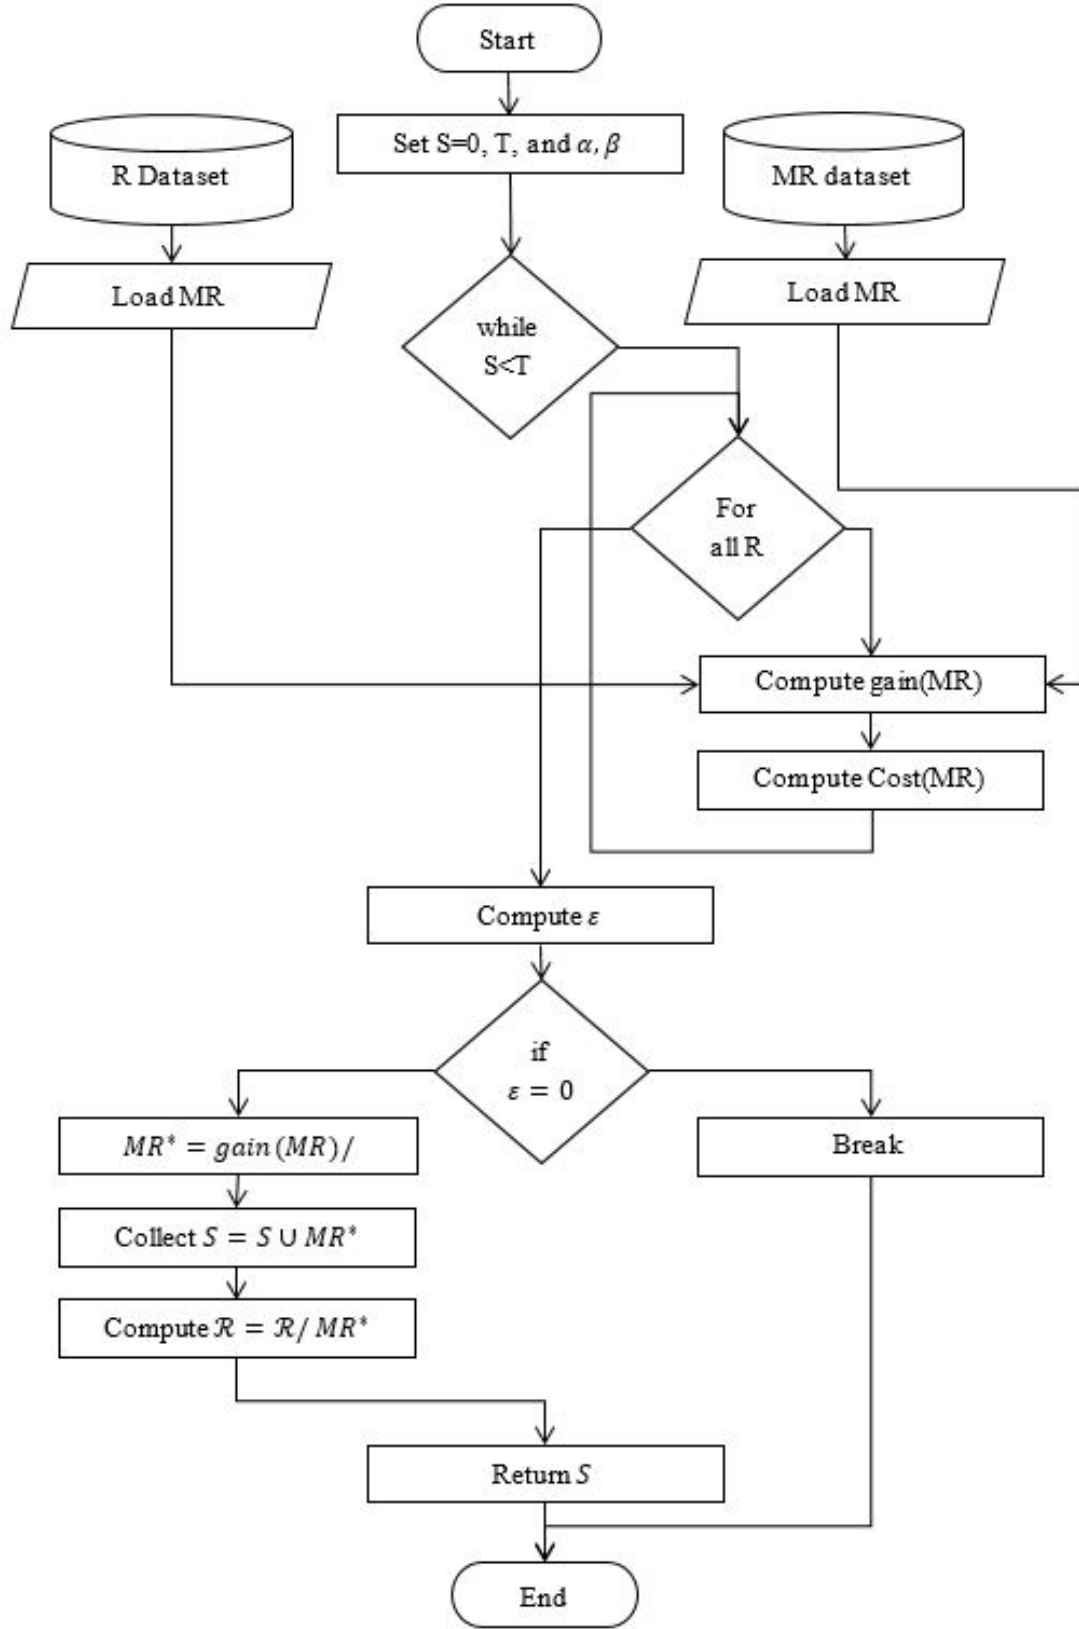 Start
Set S=0, T, and α, β
R Dataset
MR dataset
Load MR
Load MR
while
S<T
For
all R
Compute gain(MR)
Compute Cost(MR)
Compute ε
if
ε = 0
MR* = gain (MR)/
Break
Collect S = S ∪ MR*
Compute ℛ = ℛ/ MR*
Return S
End